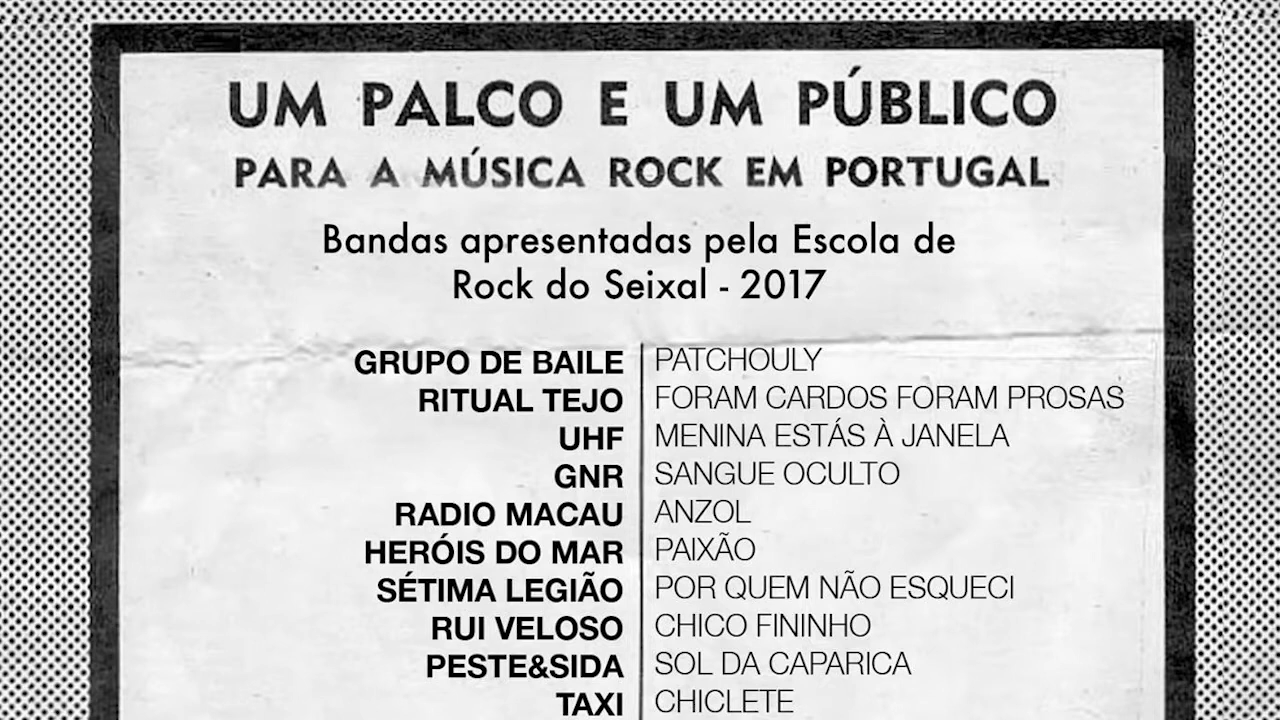 UM PALCO E UM PÚBLICO
PARA A MÚSICA ROCK EM PORTUGAL
Bandas apresentadas pela Escola de
Rock do Seixal - 2017
GRUPO DE BAILE PATCHOULY
RITUAL TEJO FORAM CARDOS FORAM PROSAS
UHF MENINA ESTÁS À JANELA
GNR SANGUE OCULTO
RADIO MACAU ANZOL
HERÓIS DO MAR PAIXÃO
SÉTIMA LEGIÃO POR QUEM NÃO ESQUECI
RUI VELOSO CHICO FININHO
PESTE&SIDA SOL DA CAPARICA
TAXI CHICLETE